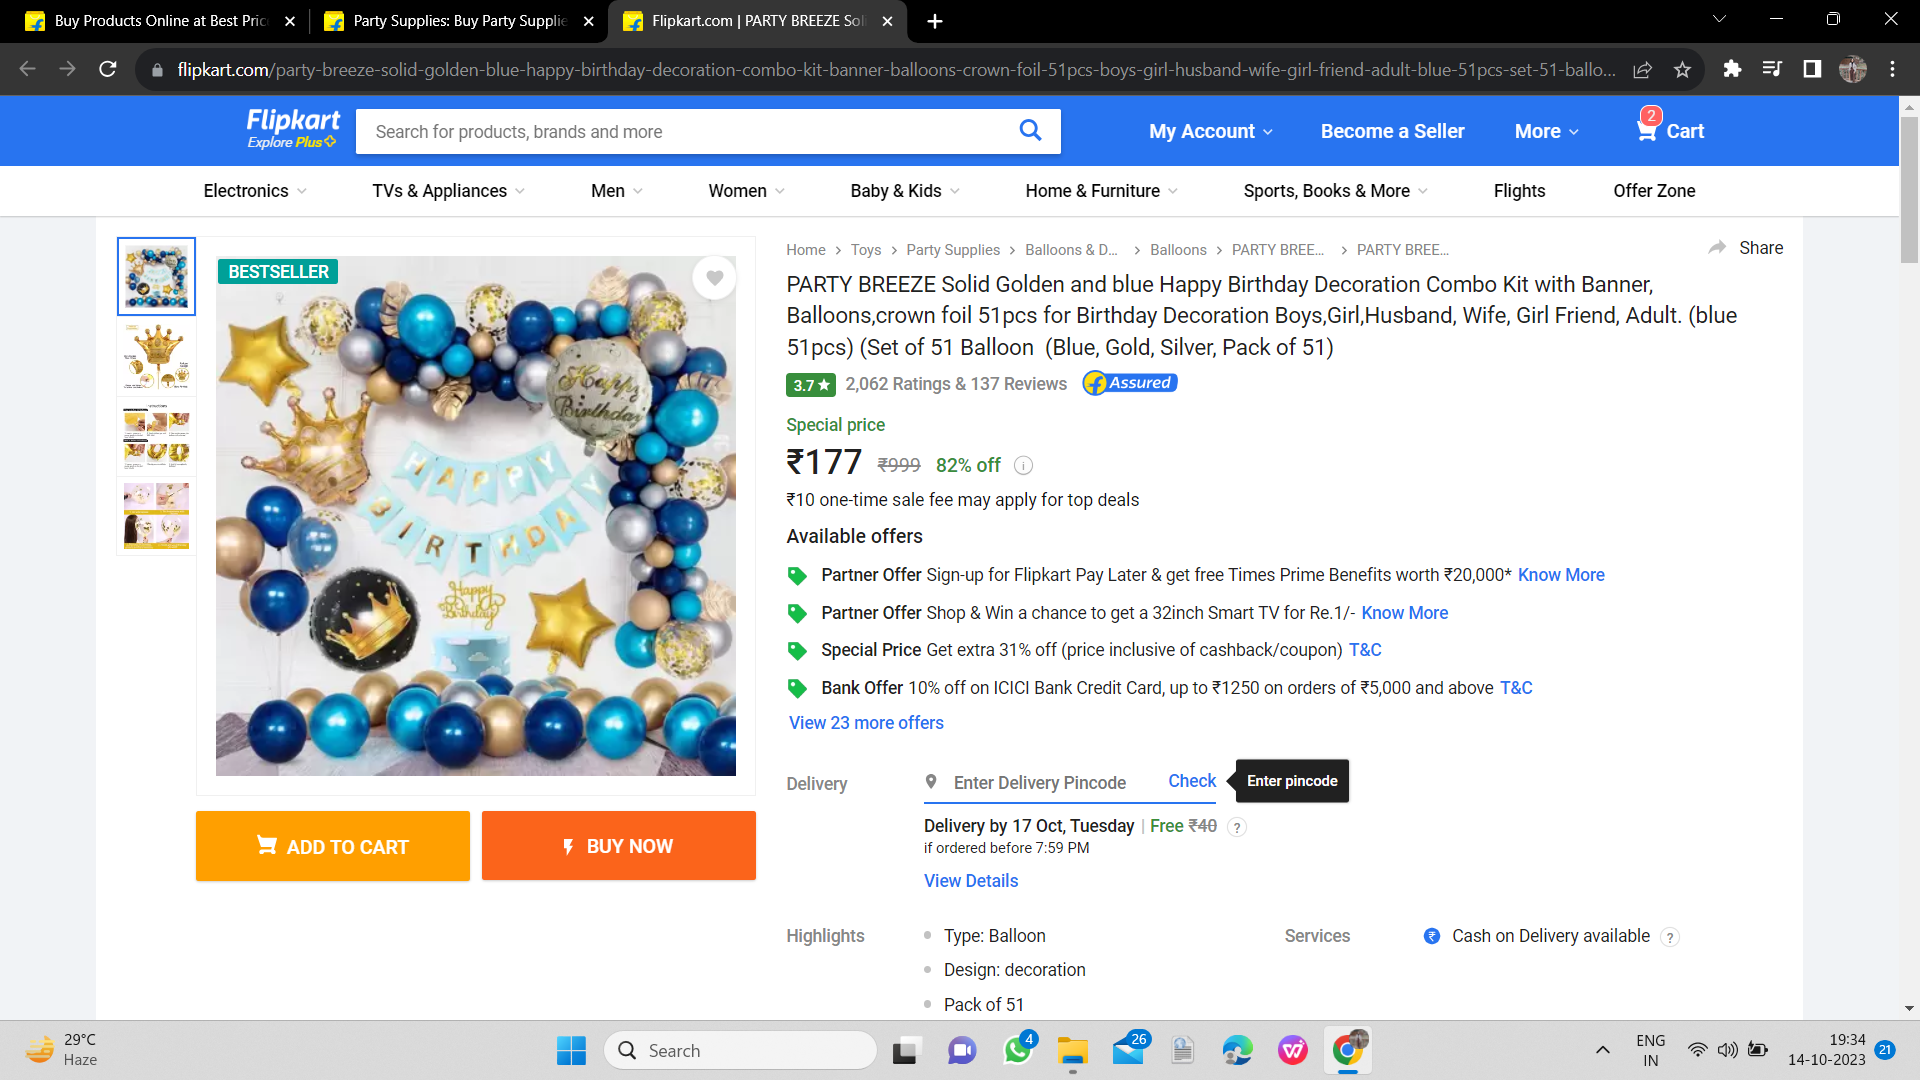 Buy Products Online at Best Pric
Party Supplies: Buy Party Supplie
Flipkart.com | PARTY BREEZE Sol
flipkart.com/party-breeze-solid-golden-blue-happy-birthday-decoration-combo-kit-banner-balloons-crown-foil-51pcs-boys-girl-husband-wife-girl-friend-adult-blue-51pcs-set-51-ballo...
Flipkart
Explore Plus
Search for products, brands and more
My Account
Become a Seller
More
2
Cart
Electronics
TVs & Appliances
Men
Women
Baby & Kids
Home & Furniture
Sports, Books & More
Flights
Offer Zone
BESTSELLER
Happy
Birthday
HAPPY
BIRTHDAY
Happy
Birthday
Home
Toys
Party Supplies
Balloons & D...
Balloons
PARTY BREE...
PARTY BREE...
Share
PARTY BREEZE Solid Golden and blue Happy Birthday Decoration Combo Kit with Banner,
Balloons,crown foil 51pcs for Birthday Decoration Boys,Girl,Husband, Wife, Girl Friend, Adult. (blue
51pcs) (Set of 51 Balloon (Blue, Gold, Silver, Pack of 51)
3.7 ★ 2,062 Ratings & 137 Reviews
Assured
Special price
₹177 ₹999 82% off
₹10 one-time sale fee may apply for top deals
Available offers
Partner Offer Sign-up for Flipkart Pay Later & get free Times Prime Benefits worth ₹20,000* Know More
Partner Offer Shop & Win a chance to get a 32inch Smart TV for Re.1/- Know More
Special Price Get extra 31% off (price inclusive of cashback/coupon) T&C
Bank Offer 10% off on ICICI Bank Credit Card, up to ₹1250 on orders of ₹5,000 and above T&C
View 23 more offers
Delivery
Enter Delivery Pincode
Check
Enter pincode
Delivery by 17 Oct, Tuesday | Free ₹40 ?
if ordered before 7:59 PM
View Details
ADD TO CART
BUY NOW
Highlights
Type: Balloon
Design: decoration
Pack of 51
Services
Cash on Delivery available ?
29°C
Haze
Search
4
26
ENG
IN
19:34
14-10-2023
21